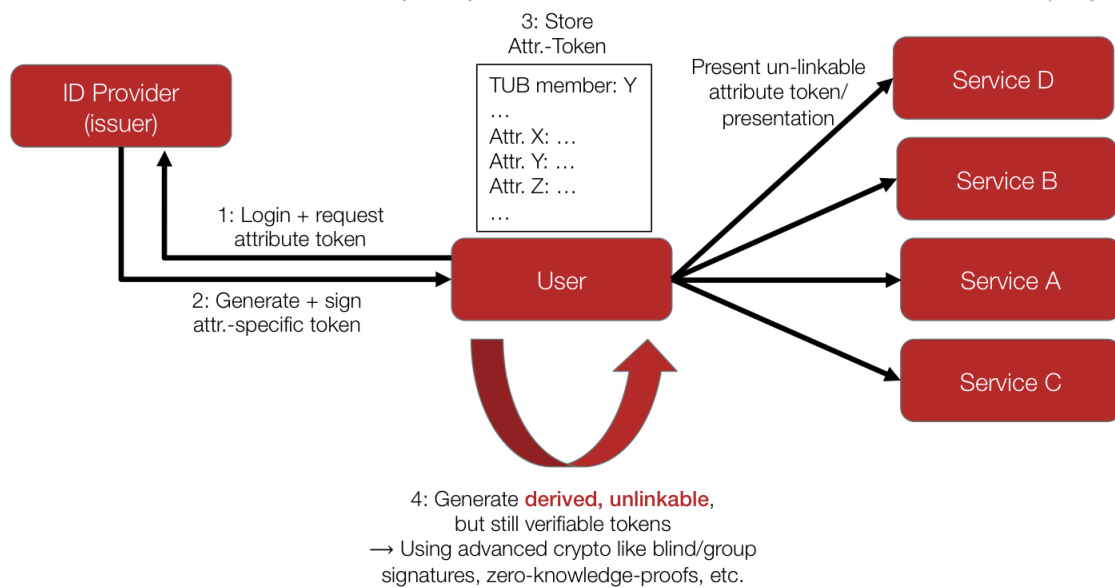 3: Store
Attr.-Token
ID Provider
(issuer)
TUB member: Y
...
Attr. X: ...
Attr. Y: ...
Attr. Z: ...
...
Present un-linkable
attribute token/
presentation
Service D
Service B
Service A
Service C
1: Login + request
attribute token
User
2: Generate + sign
attr.-specific token
4: Generate derived, unlinkable,
but still verifiable tokens
→ Using advanced crypto like blind/group
signatures, zero-knowledge-proofs, etc.